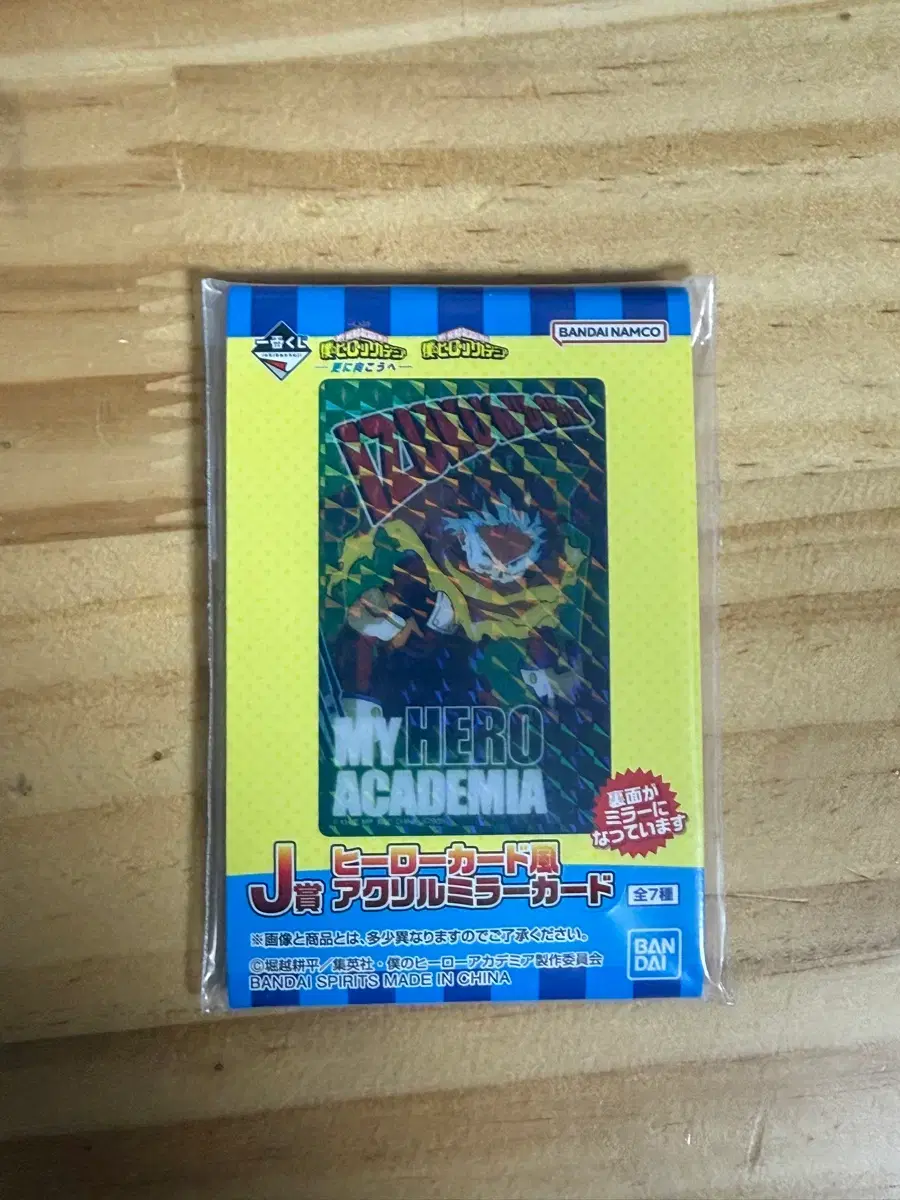 一番くじ
僕のヒーローアカデミア
更に向こうへ
僕のヒーローアカデミア
BANDAI NAMCO
IZUKU
MY HERO
ACADEMIA
裏面が
ミラーに
なっています
J賞
ヒーローカード風
アクリルミラーカード
全7種
※画像と商品とは、多少異なりますのでご了承ください。
©堀越耕平/集英社・僕のヒーローアカデミア製作委員会
BANDAI SPIRITS MADE IN CHINA
BAN
DAI